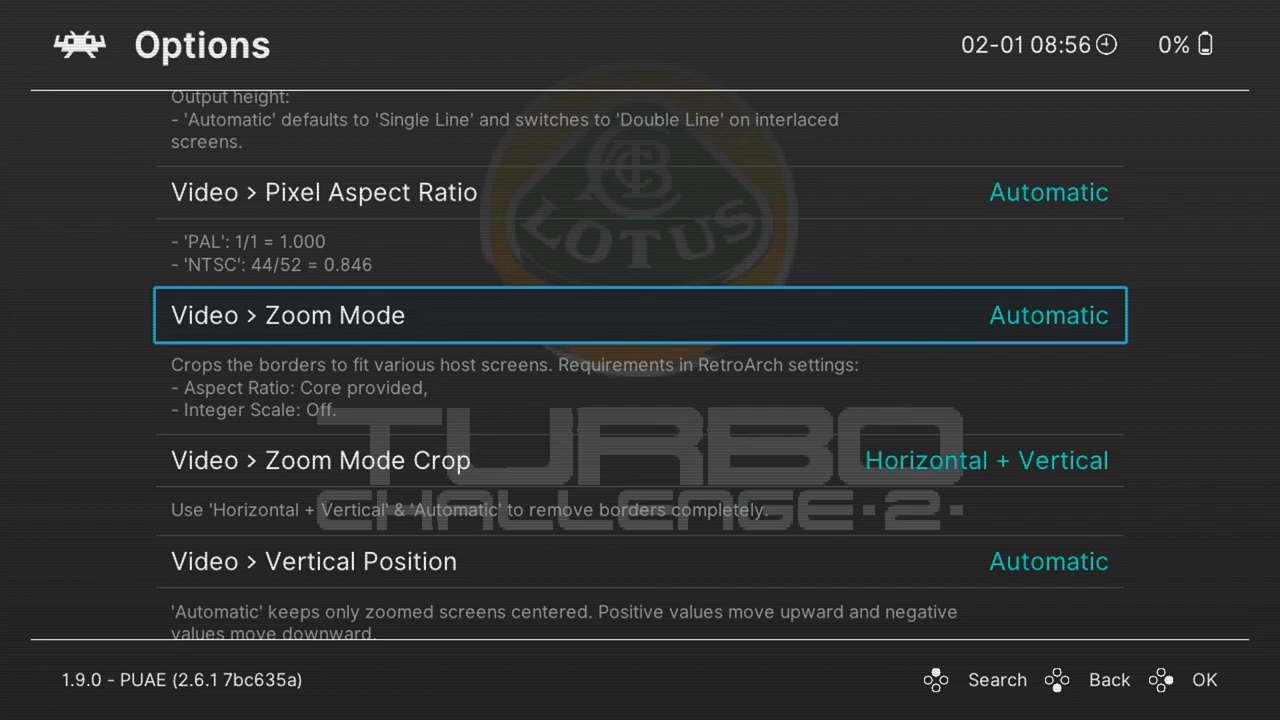 Options
02-01 08:56
0%
Output height:
- 'Automatic' defaults to 'Single Line' and switches to 'Double Line' on interlaced
screens.
Video > Pixel Aspect Ratio Automatic
- 'PAL': 1/1 = 1.000
- 'NTSC': 44/52 = 0.846
LOTUS
Video > Zoom Mode Automatic
Crops the borders to fit various host screens. Requirements in RetroArch settings:
- Aspect Ratio: Core provided,
- Integer Scale: Off.
TURBO
Video > Zoom Mode Crop Horizontal + Vertical
CHALLENGE·2·
Use 'Horizontal + Vertical' & 'Automatic' to remove borders completely.
Video > Vertical Position Automatic
'Automatic' keeps only zoomed screens centered. Positive values move upward and negative
values move downward.
1.9.0 - PUAE (2.6.1 7bc635a)
Search Back OK